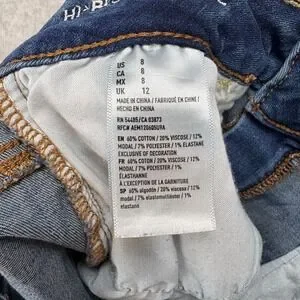 HI-RISE
US 8
CA 8
MX 8
UK 12
MADE IN CHINA / FABRIQUÉ EN CHINE /
HECHO EN CHINA
RN 54485/CA 03873
RFC# AEM1206052U9A
EN 60% COTTON / 20% VISCOSE / 12%
MODAL / 7% POLYESTER / 1% ELASTANE
EXCLUSIVE OF DECORATION
FR 60% COTON / 20% VISCOSE / 12%
MODAL / 7% POLYESTER / 1%
ÉLASTHANNE
À L'EXCEPTION DE LA GARNITURE
SP 60% algodón / 20% viscosa / 12%
modal / 7% elastomultiéster / 1%
elastano